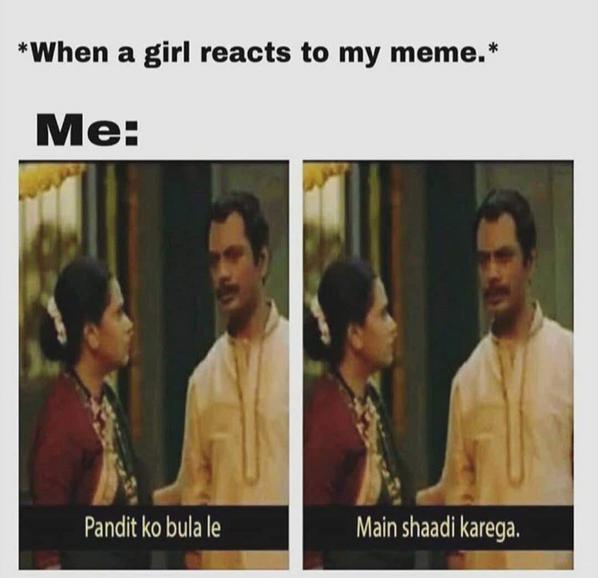 *When a girl reacts to my meme.*
Me:
Pandit ko bula le
Main shaadi karega.